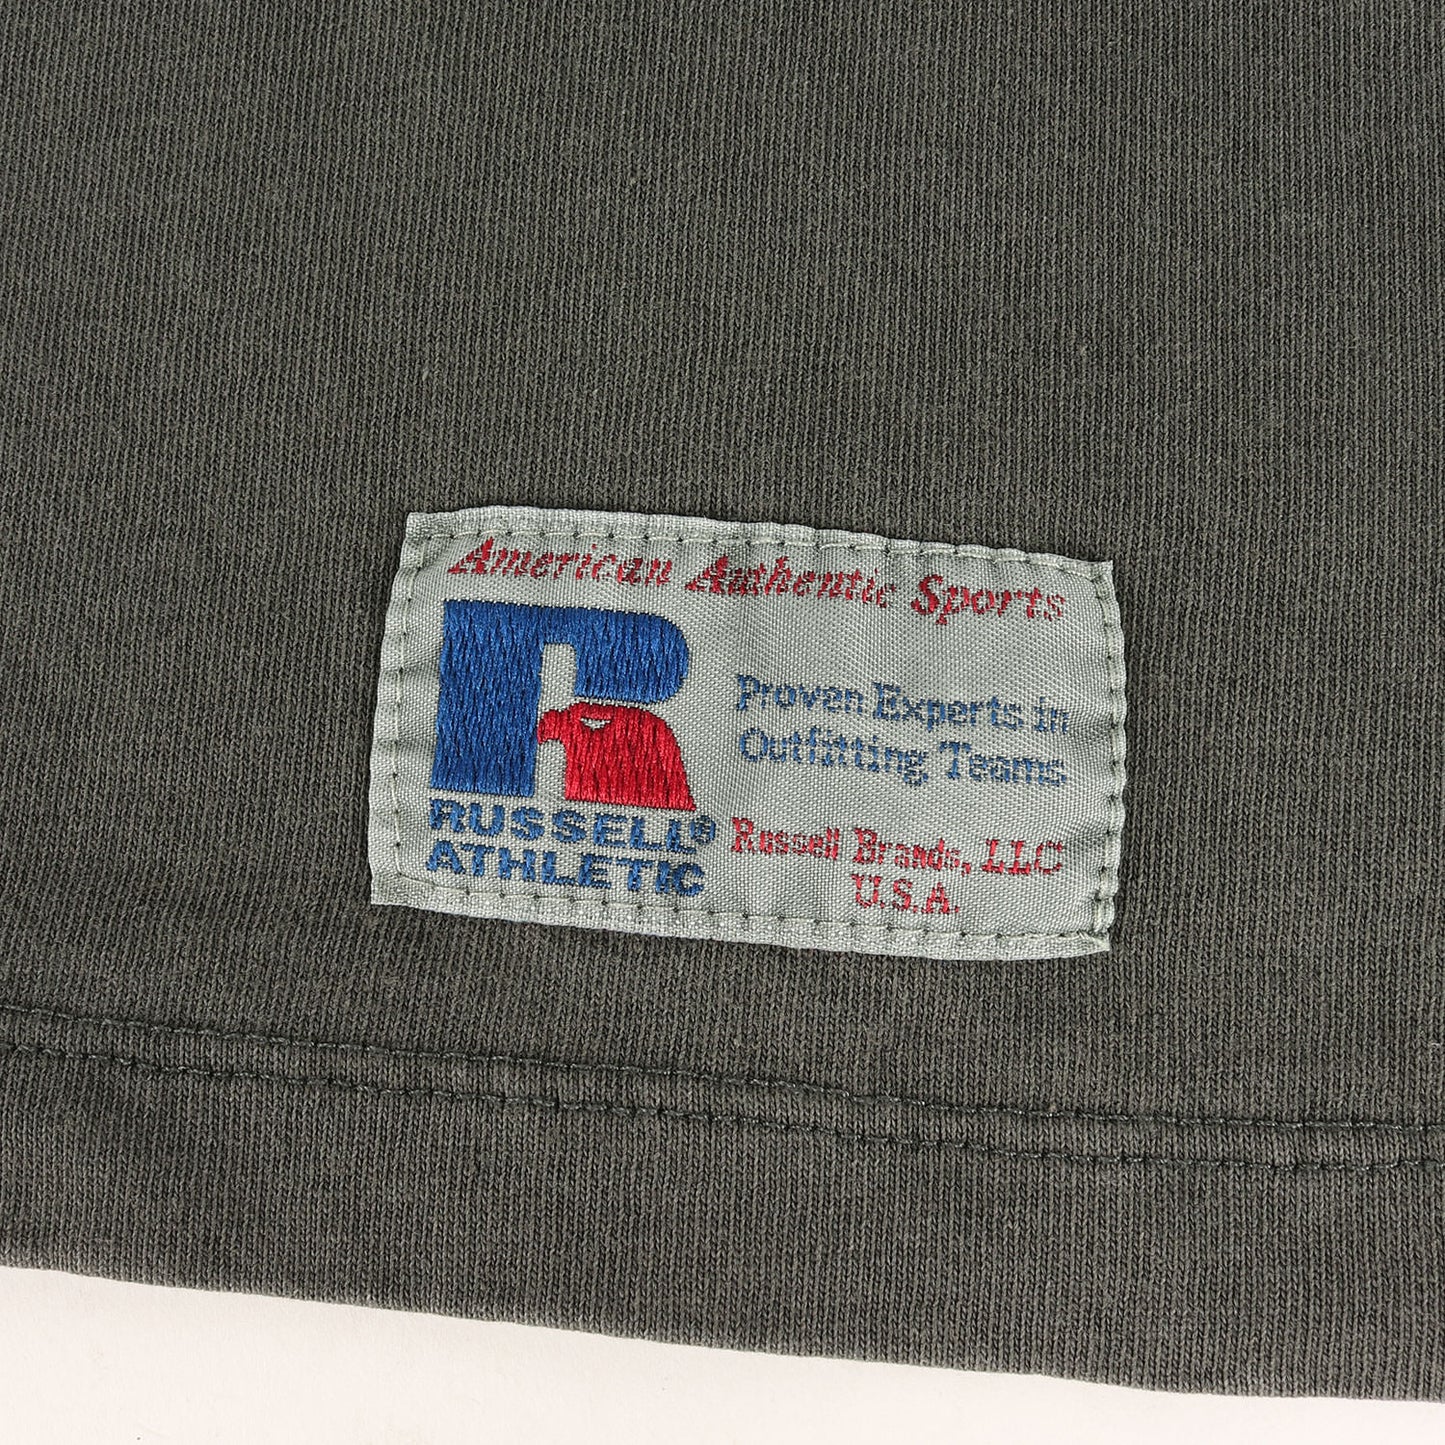 American Authentic Sports
R
RUSSELL®
ATHLETIC
Proven Experts in
Outfitting Teams
Russell Brands, LLC
U.S.A.